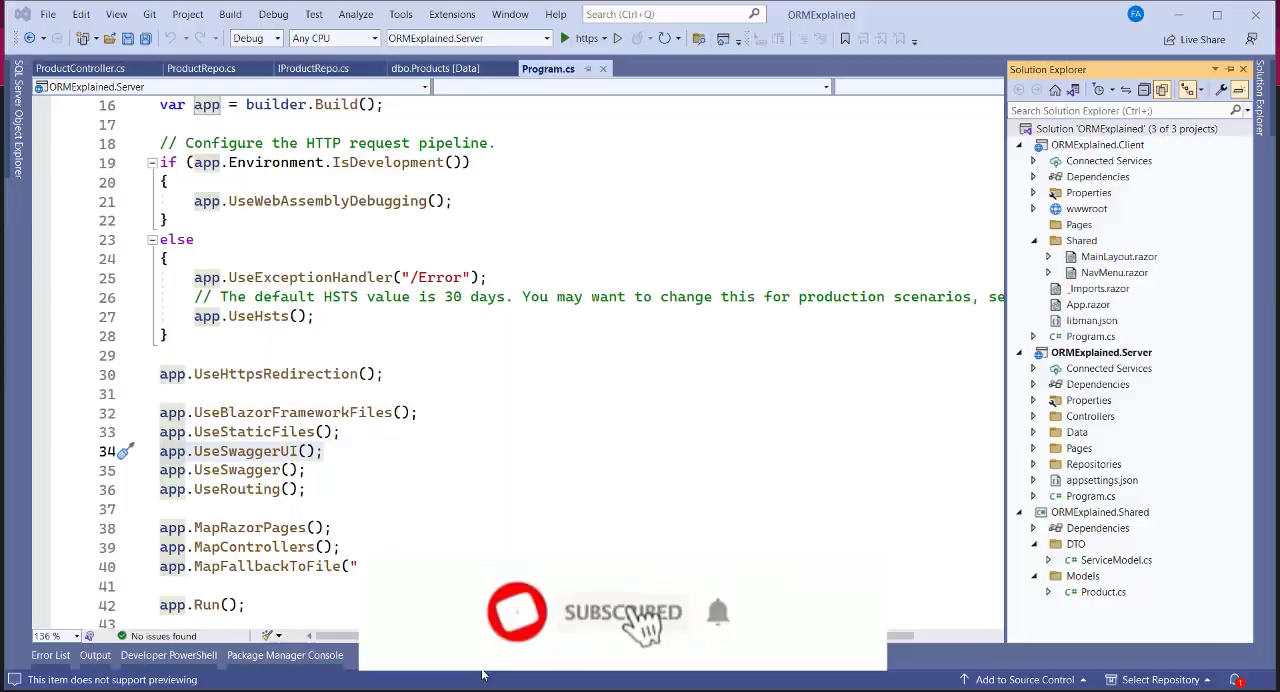 File Edit View Git Project Build Debug Test Analyze Tools Extensions Window Help Search (Ctrl+Q) ORMExplained FA
Debug Any CPU ORMExplained.Server https Live Share
ProductController.cs ProductRepo.cs IProductRepo.cs dbo.Products [Data] Program.cs
ORMExplained.Server
SQL Server Object Explorer
16 var app = builder.Build();
17
18 // Configure the HTTP request pipeline.
19 if (app.Environment.IsDevelopment())
20 {
21 app.UseWebAssemblyDebugging();
22 }
23 else
24 {
25 app.UseExceptionHandler("/Error");
26 // The default HSTS value is 30 days. You may want to change this for production scenarios, se
27 app.UseHsts();
28 }
29
30 app.UseHttpsRedirection();
31
32 app.UseBlazorFrameworkFiles();
33 app.UseStaticFiles();
34 app.UseSwaggerUI();
35 app.UseSwagger();
36 app.UseRouting();
37
38 app.MapRazorPages();
39 app.MapControllers();
40 app.MapFallbackToFile("
41
42 app.Run();
43
SUBSCRIBED
136 % No issues found
Error List Output Developer PowerShell Package Manager Console
This item does not support previewing Add to Source Control Select Repository 1
Solution Explorer
Search Solution Explorer (Ctrl+;)
Solution 'ORMExplained' (3 of 3 projects)
ORMExplained.Client
Connected Services
Dependencies
Properties
wwwroot
Pages
Shared
MainLayout.razor
NavMenu.razor
_Imports.razor
App.razor
libman.json
C# Program.cs
ORMExplained.Server
Connected Services
Dependencies
Properties
Controllers
Data
Pages
Repositories
appsettings.json
C# Program.cs
ORMExplained.Shared
Dependencies
DTO
C# ServiceModel.cs
Models
C# Product.cs
Team Explorer